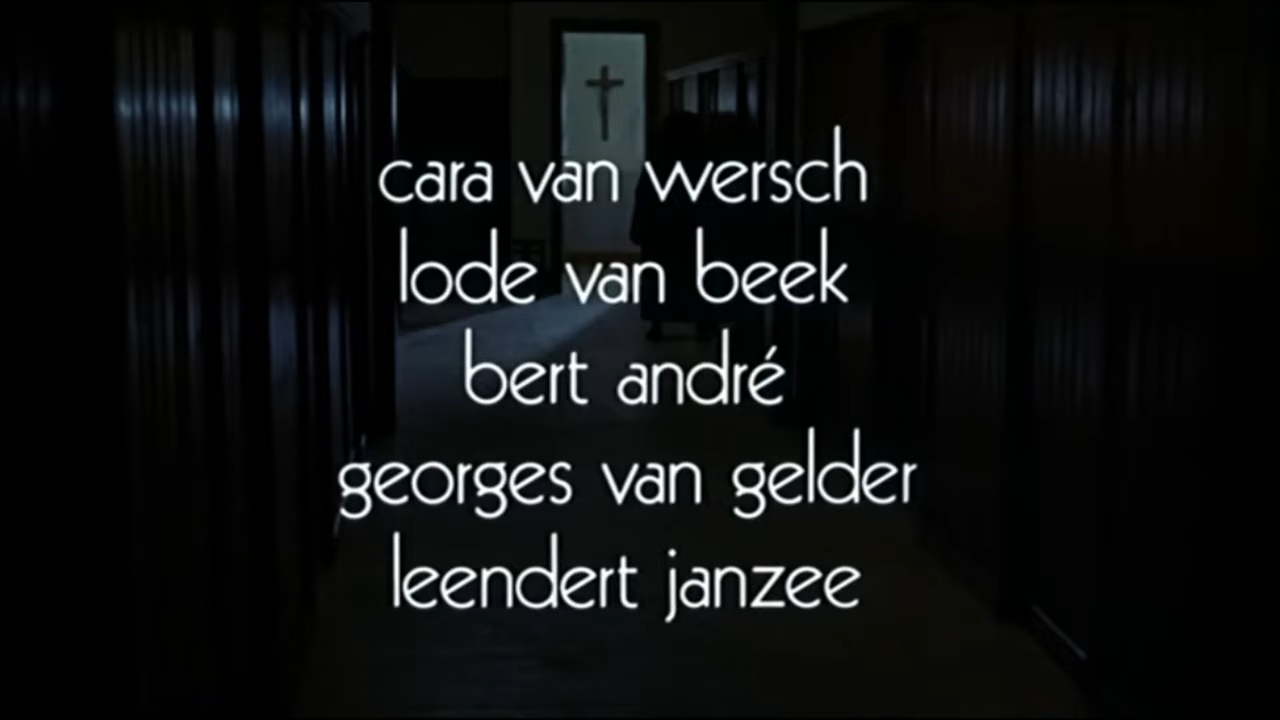 cara van wersch
lode van beek
bert andré
georges van gelder
leendert janzee